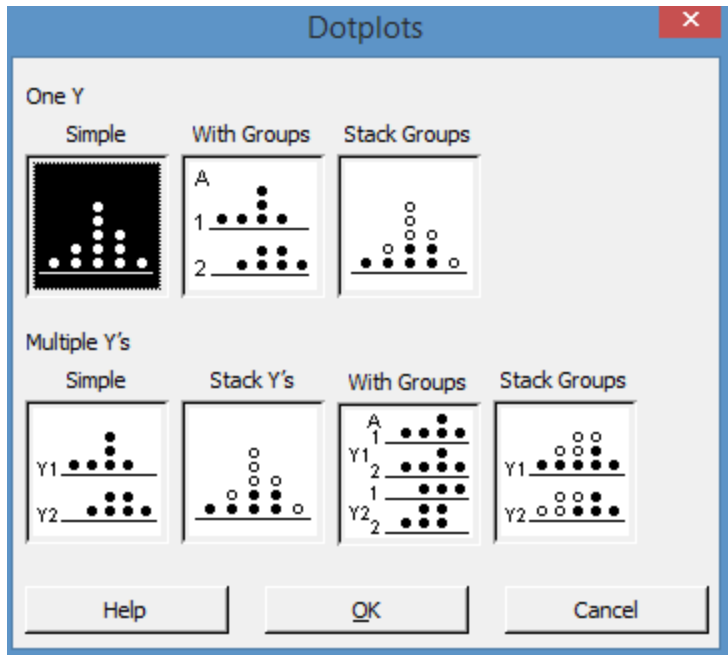 Dotplots
One Y
Simple With Groups Stack Groups
A
1
2
Multiple Y's
Simple Stack Y's With Groups Stack Groups
Y1
Y2
A
1
Y1
2
1
Y2
2
Y1
Y2
Help OK Cancel